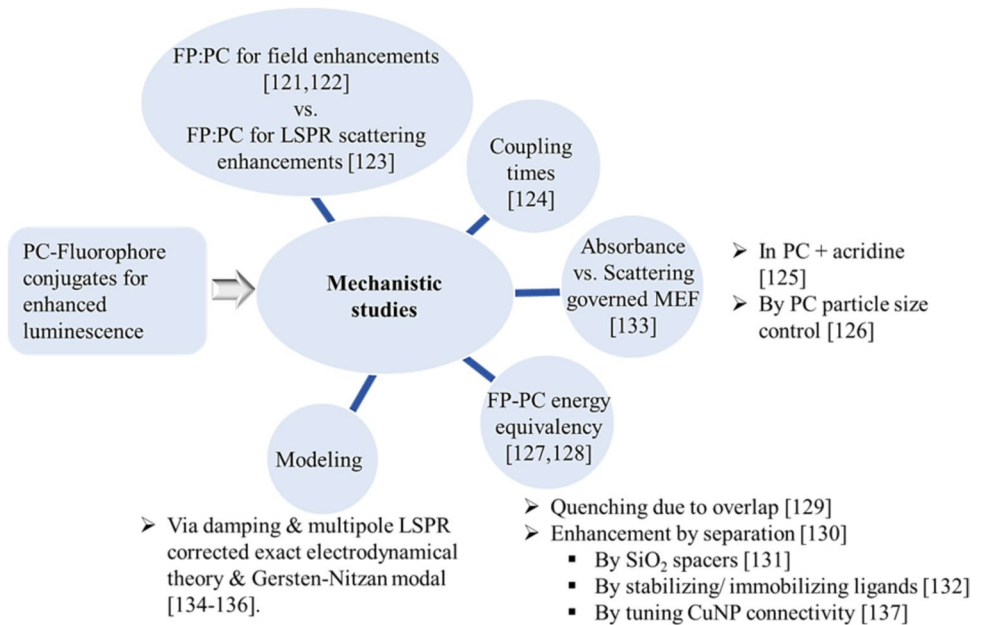 FP:PC for field enhancements
[121,122]
vs.
FP:PC for LSPR scattering
enhancements [123]
Coupling
times
[124]
PC-Fluorophore
conjugates for
enhanced
luminescence
Mechanistic
studies
Absorbance
vs. Scattering
governed MEF
[133]
➢ In PC + acridine
[125]
➢ By PC particle size
control [126]
FP-PC energy
equivalency
[127,128]
Modeling
➢ Via damping & multipole LSPR
corrected exact electrodynamical
theory & Gersten-Nitzan modal
[134-136].
➢ Quenching due to overlap [129]
➢ Enhancement by separation [130]
▪ By SiO₂ spacers [131]
▪ By stabilizing/ immobilizing ligands [132]
▪ By tuning CuNP connectivity [137]